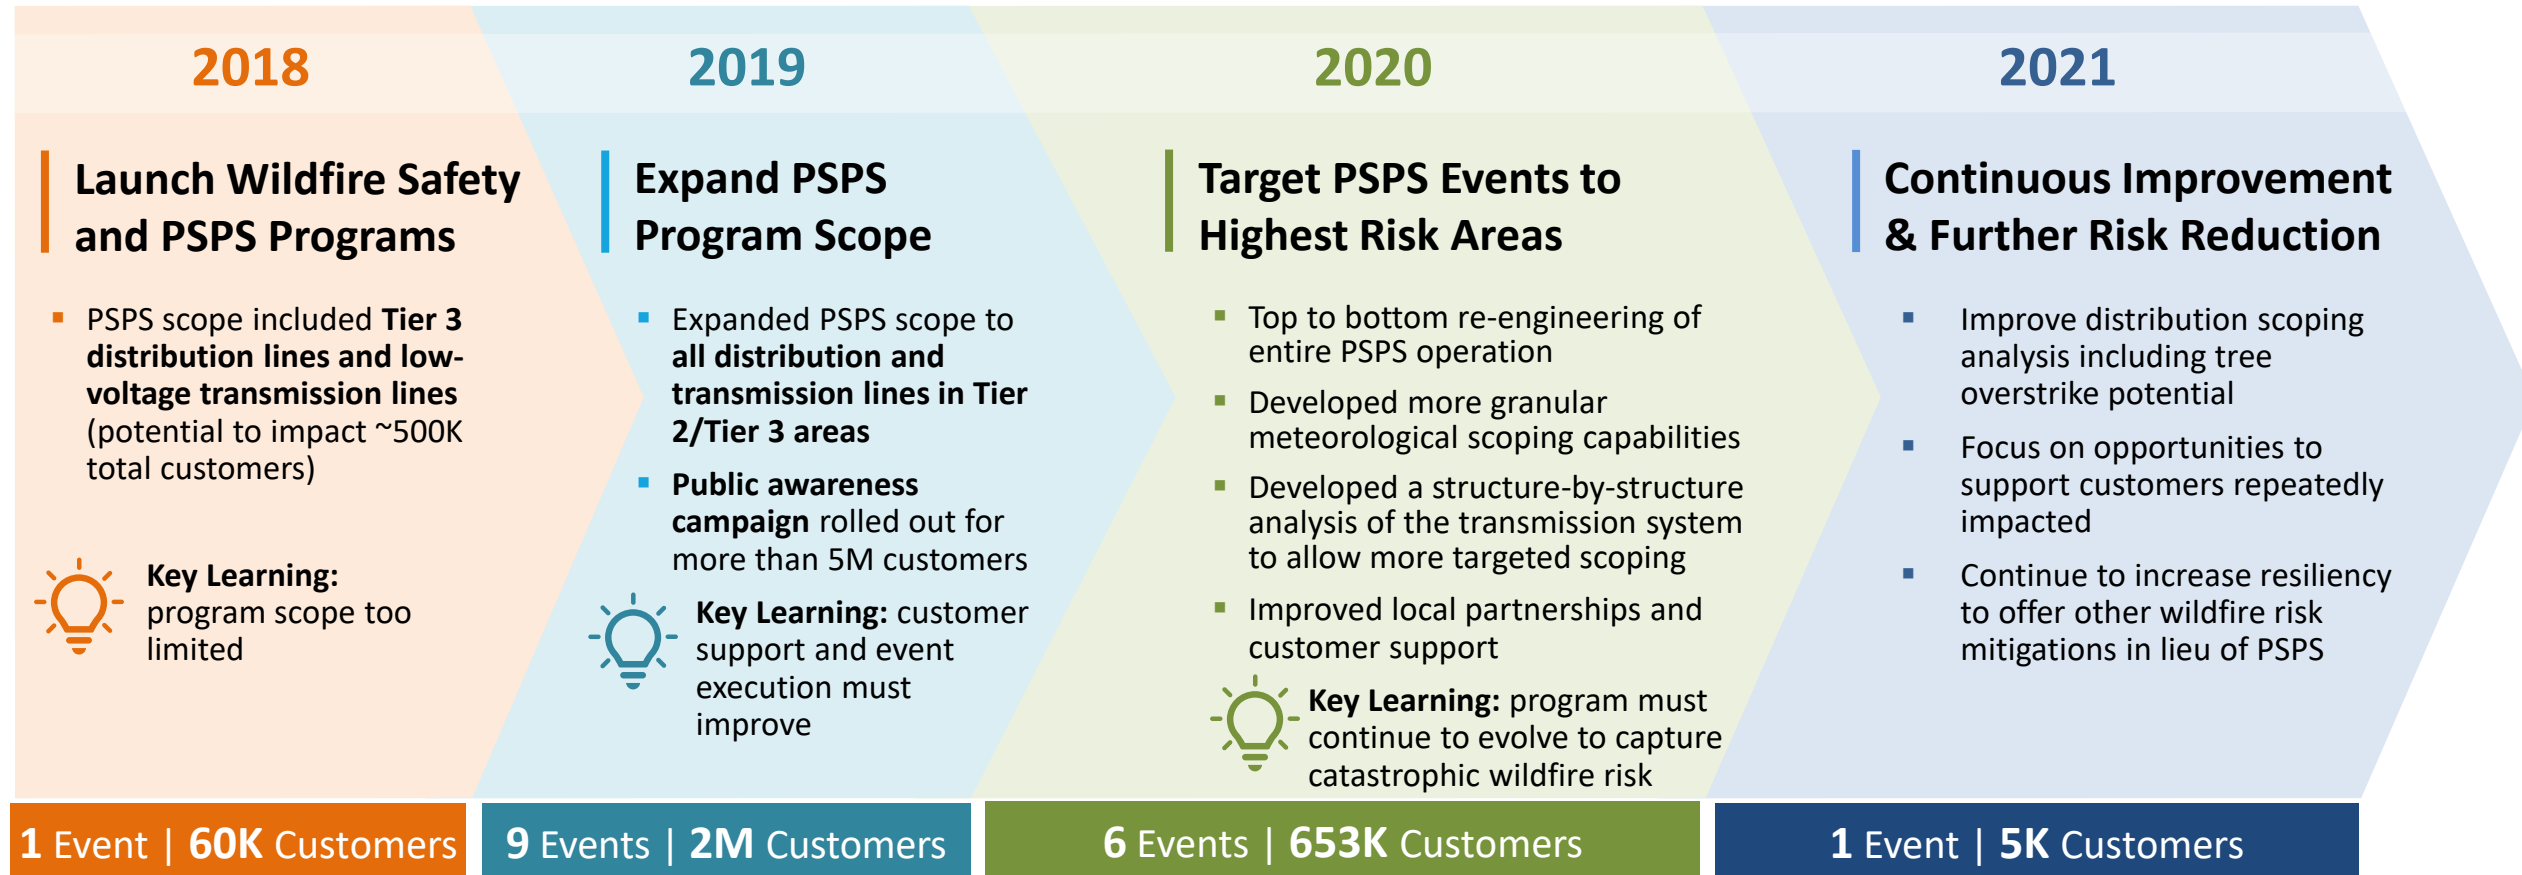 2018
Launch Wildfire Safety
and PSPS Programs
▪ PSPS scope included Tier 3
distribution lines and low-
voltage transmission lines
(potential to impact ~500K
total customers)
Key Learning:
program scope too
limited
1 Event | 60K Customers
2019
Expand PSPS
Program Scope
▪ Expanded PSPS scope to
all distribution and
transmission lines in Tier
2/Tier 3 areas
▪ Public awareness
campaign rolled out for
more than 5M customers
Key Learning: customer
support and event
execution must
improve
9 Events | 2M Customers
2020
Target PSPS Events to
Highest Risk Areas
▪ Top to bottom re-engineering of
entire PSPS operation
▪ Developed more granular
meteorological scoping capabilities
▪ Developed a structure-by-structure
analysis of the transmission system
to allow more targeted scoping
▪ Improved local partnerships and
customer support
Key Learning: program must
continue to evolve to capture
catastrophic wildfire risk
6 Events | 653K Customers
2021
Continuous Improvement
& Further Risk Reduction
▪ Improve distribution scoping
analysis including tree
overstrike potential
▪ Focus on opportunities to
support customers repeatedly
impacted
▪ Continue to increase resiliency
to offer other wildfire risk
mitigations in lieu of PSPS
1 Event | 5K Customers